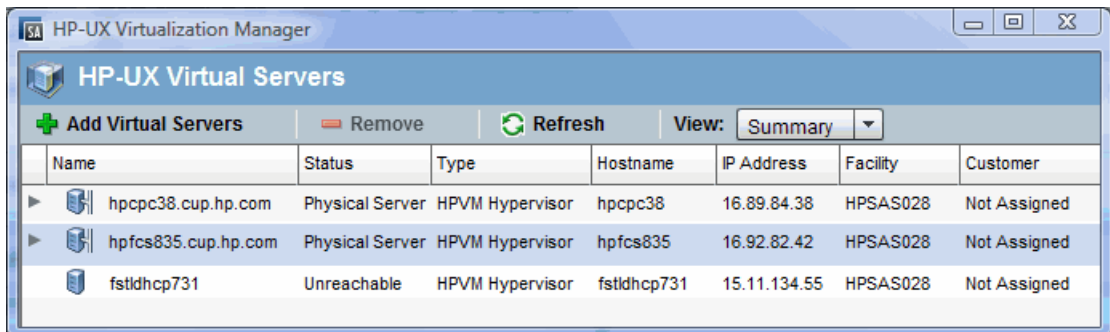 SA HP-UX Virtualization Manager
HP-UX Virtual Servers
Add Virtual Servers Remove Refresh View: Summary
Name Status Type Hostname IP Address Facility Customer
hpcpc38.cup.hp.com Physical Server HPVM Hypervisor hpcpc38 16.89.84.38 HPSAS028 Not Assigned
hpfcs835.cup.hp.com Physical Server HPVM Hypervisor hpfcs835 16.92.82.42 HPSAS028 Not Assigned
fstldhcp731 Unreachable HPVM Hypervisor fstldhcp731 15.11.134.55 HPSAS028 Not Assigned